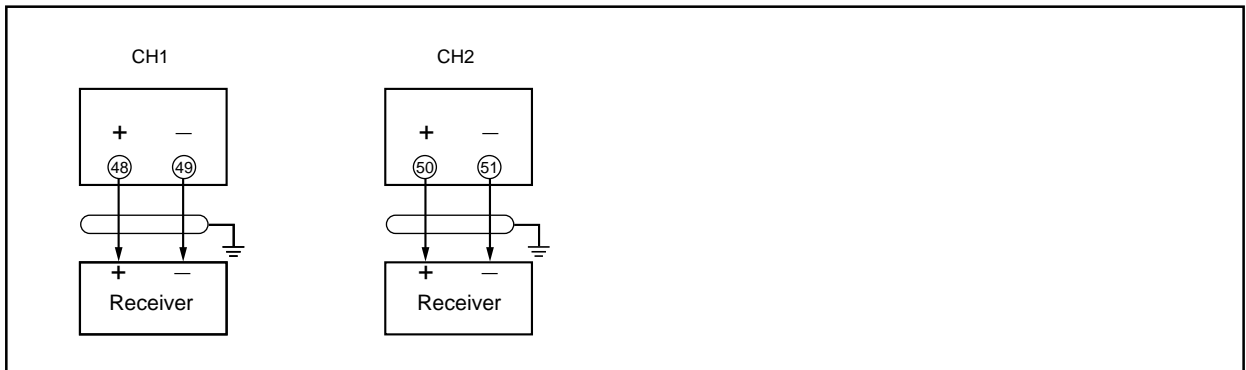 CH1 CH2
+ — + —
48 49 50 51
+ — + —
Receiver Receiver